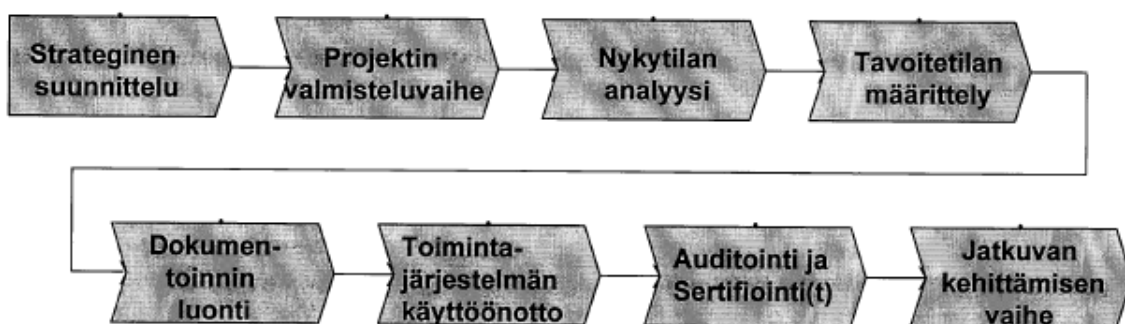 Strateginen
suunnittelu
Projektin
valmisteluvaihe
Nykytilan
analyysi
Tavoitetilan
määrittely
Dokumen-
toinnin
luonti
Toiminta-
järjestelmän
käyttöönotto
Auditointi ja
Sertifiointi(t)
Jatkuvan
kehittämisen
vaihe